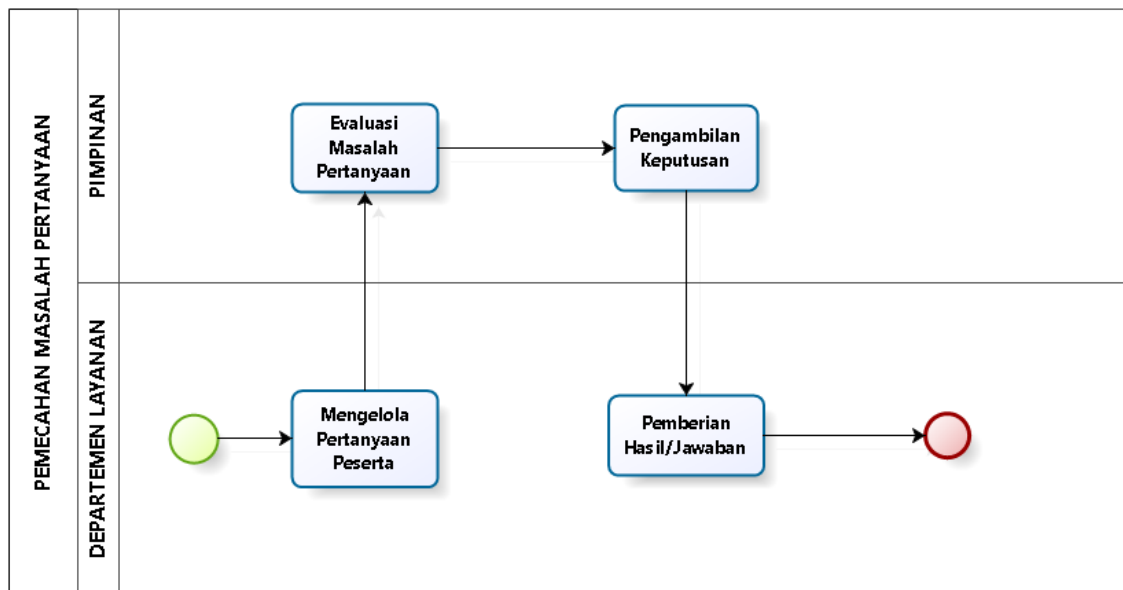 PEMECAHAN MASALAH PERTANYAAN
PIMPINAN
Evaluasi
Masalah
Pertanyaan
Pengambilan
Keputusan
DEPARTEMEN LAYANAN
Mengelola
Pertanyaan
Peserta
Pemberian
Hasil/Jawaban